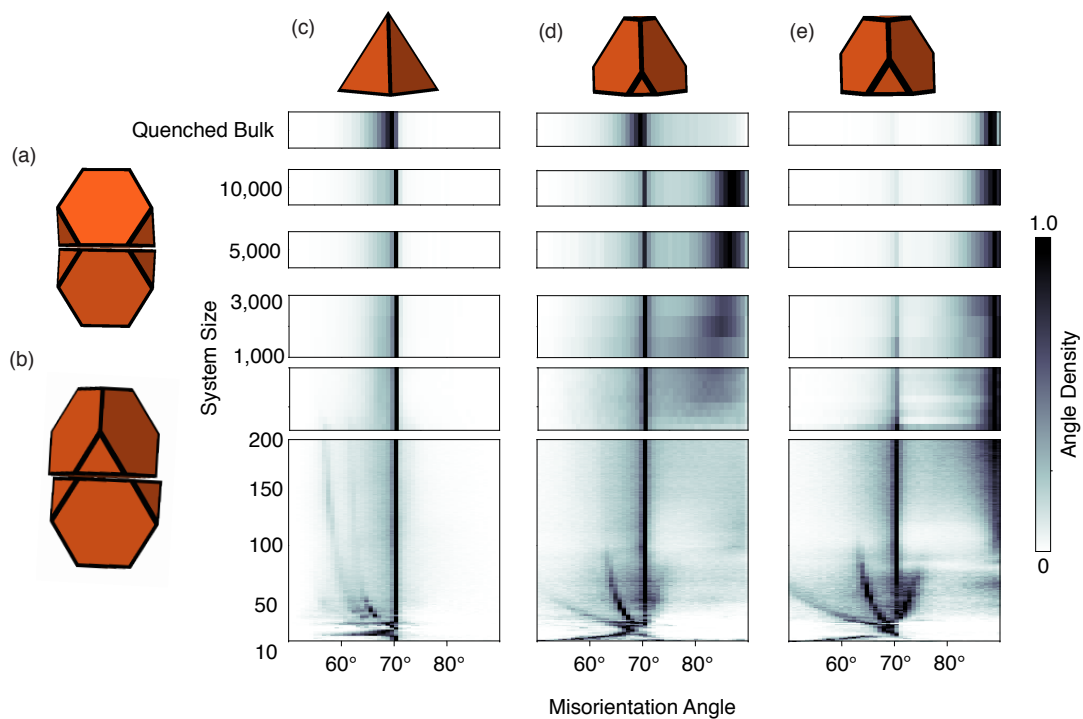 (c)
(d)
(e)
Quenched Bulk
(a)
10,000
5,000
1.0
3,000
1,000
(b)
System Size
Angle Density
200
150
100
50
10
0
60° 70° 80°
60° 70° 80°
60° 70° 80°
Misorientation Angle